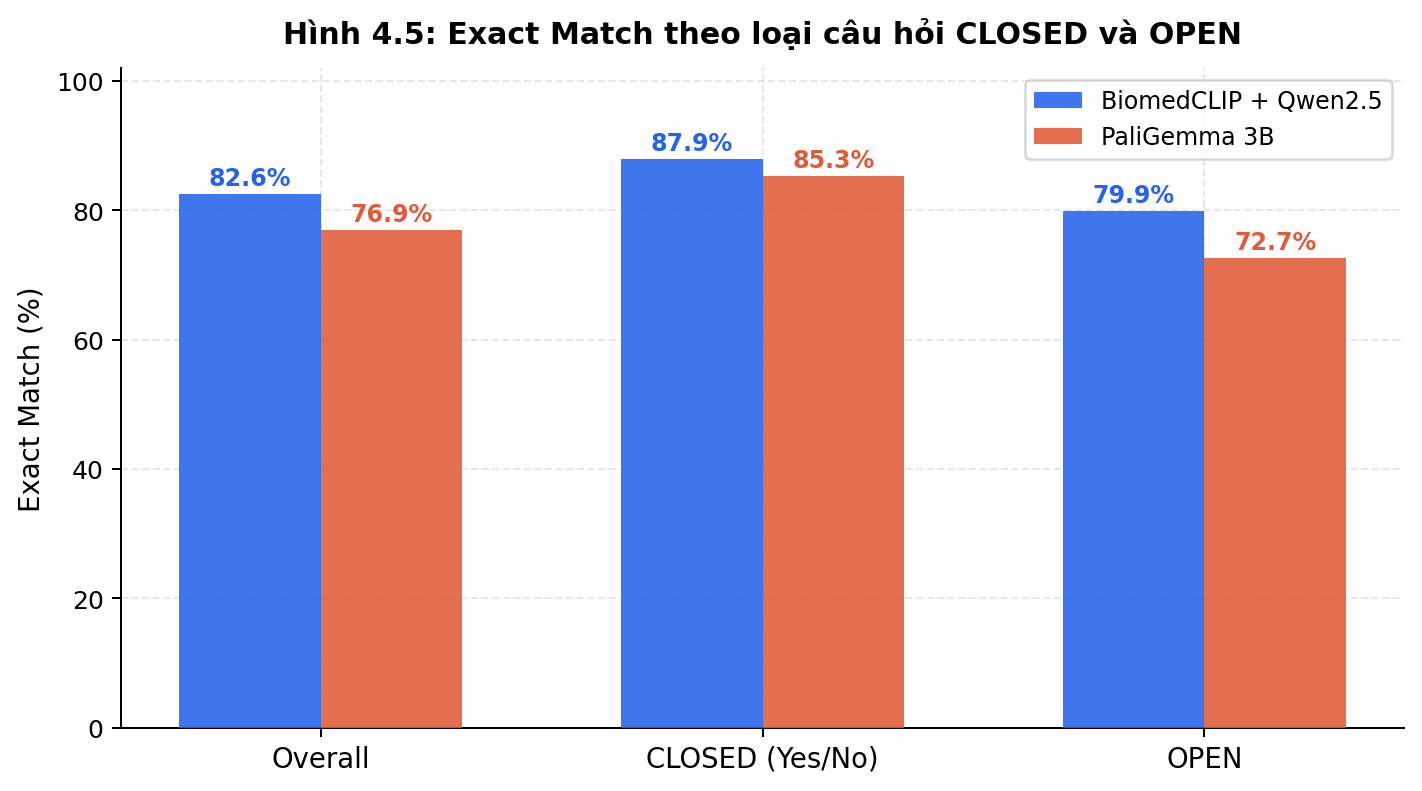 Hình 4.5: Exact Match theo loại câu hỏi CLOSED và OPEN
BiomedCLIP + Qwen2.5
PaliGemma 3B
Exact Match (%)
100
80
60
40
20
0
82.6%
76.9%
87.9%
85.3%
79.9%
72.7%
Overall
CLOSED (Yes/No)
OPEN